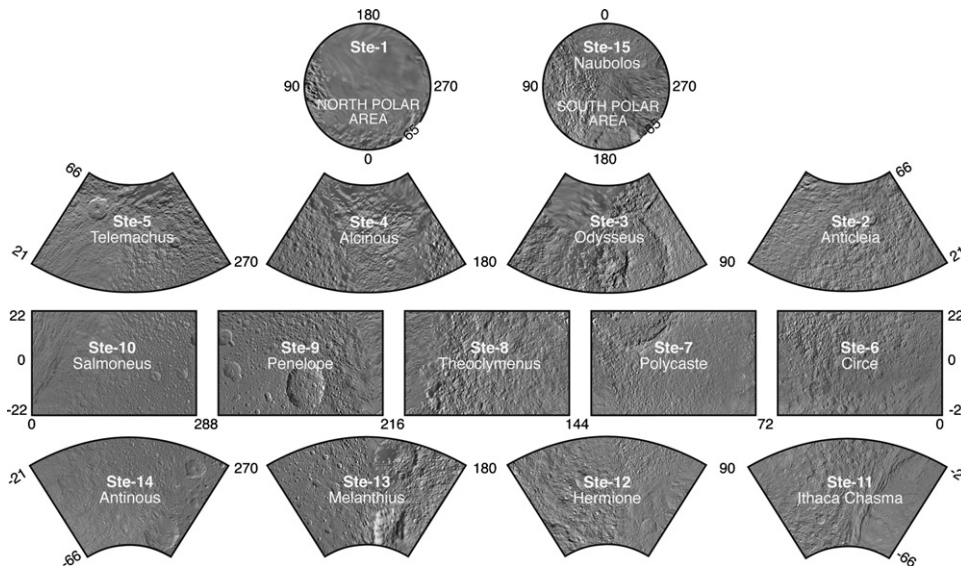 180
0
Ste-1
Ste-15
Naubolos
90
270
90
270
NORTH POLAR
AREA
65
SOUTH POLAR
AREA
-65
0
180
66
66
Ste-5
Telemachus
Ste-4
Alcinous
Ste-3
Odysseus
Ste-2
Anticleia
21
270
180
90
21
22
22
Ste-10
Salmoneus
Ste-9
Penelope
Ste-8
Theoclymenus
Ste-7
Polycaste
Ste-6
Circe
0
0
-22
0
288
216
144
72
0
-21
270
180
90
Ste-14
Antinous
Ste-13
Melanthius
Ste-12
Hermione
Ste-11
Ithaca Chasma
-66
-66